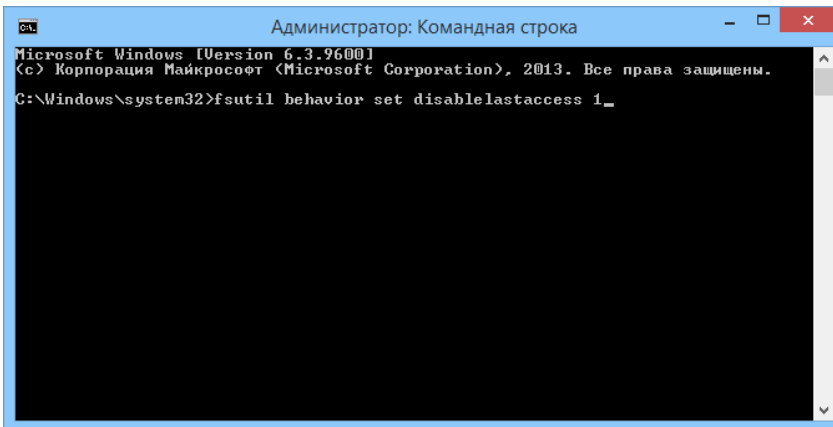 Администратор: Командная строка
Microsoft Windows [Version 6.3.9600]
(c) Корпорация Майкрософт (Microsoft Corporation), 2013. Все права защищены.
C:\Windows\system32>fsutil behavior set disablelastaccess 1_